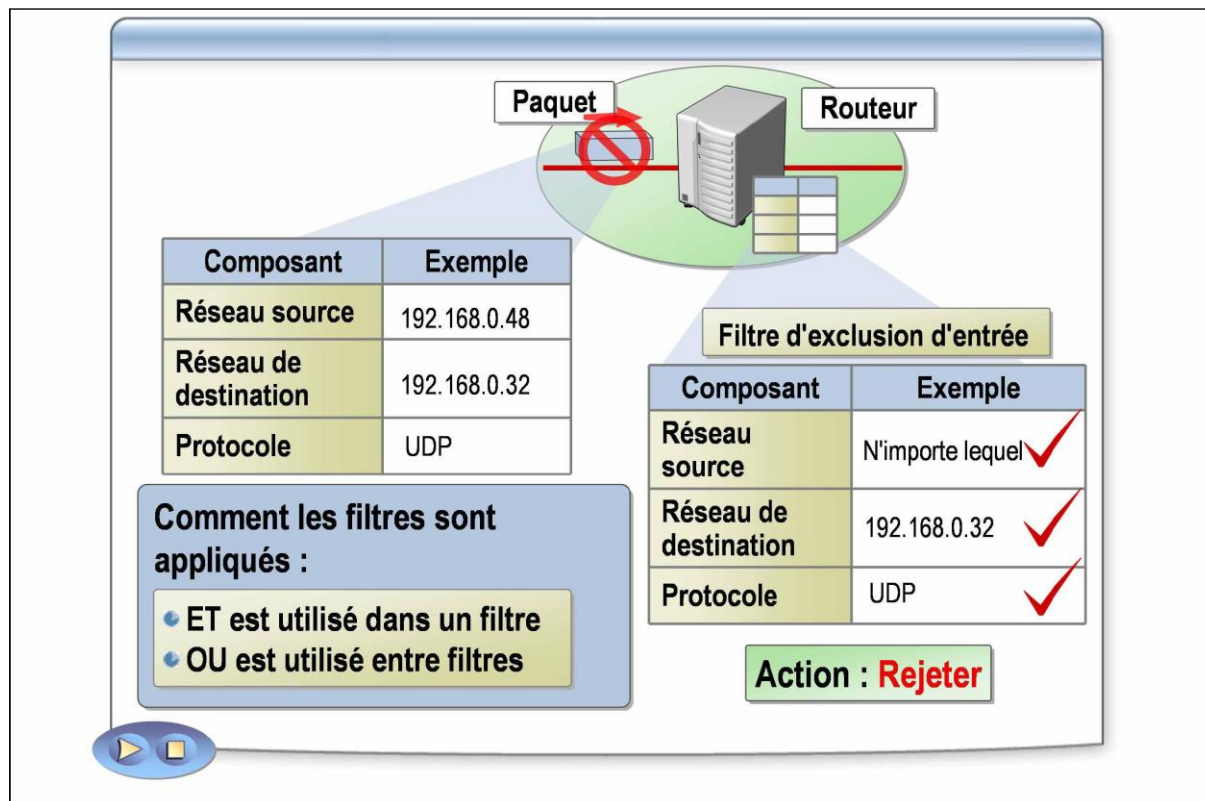 Paquet
Routeur
Composant Exemple
Réseau source 192.168.0.48
Réseau de
destination 192.168.0.32
Protocole UDP
Filtre d'exclusion d'entrée
Composant Exemple
Réseau
source N'importe lequel
Réseau de
destination 192.168.0.32
Protocole UDP
Comment les filtres sont
appliqués :
ET est utilisé dans un filtre
OU est utilisé entre filtres
Action : Rejeter